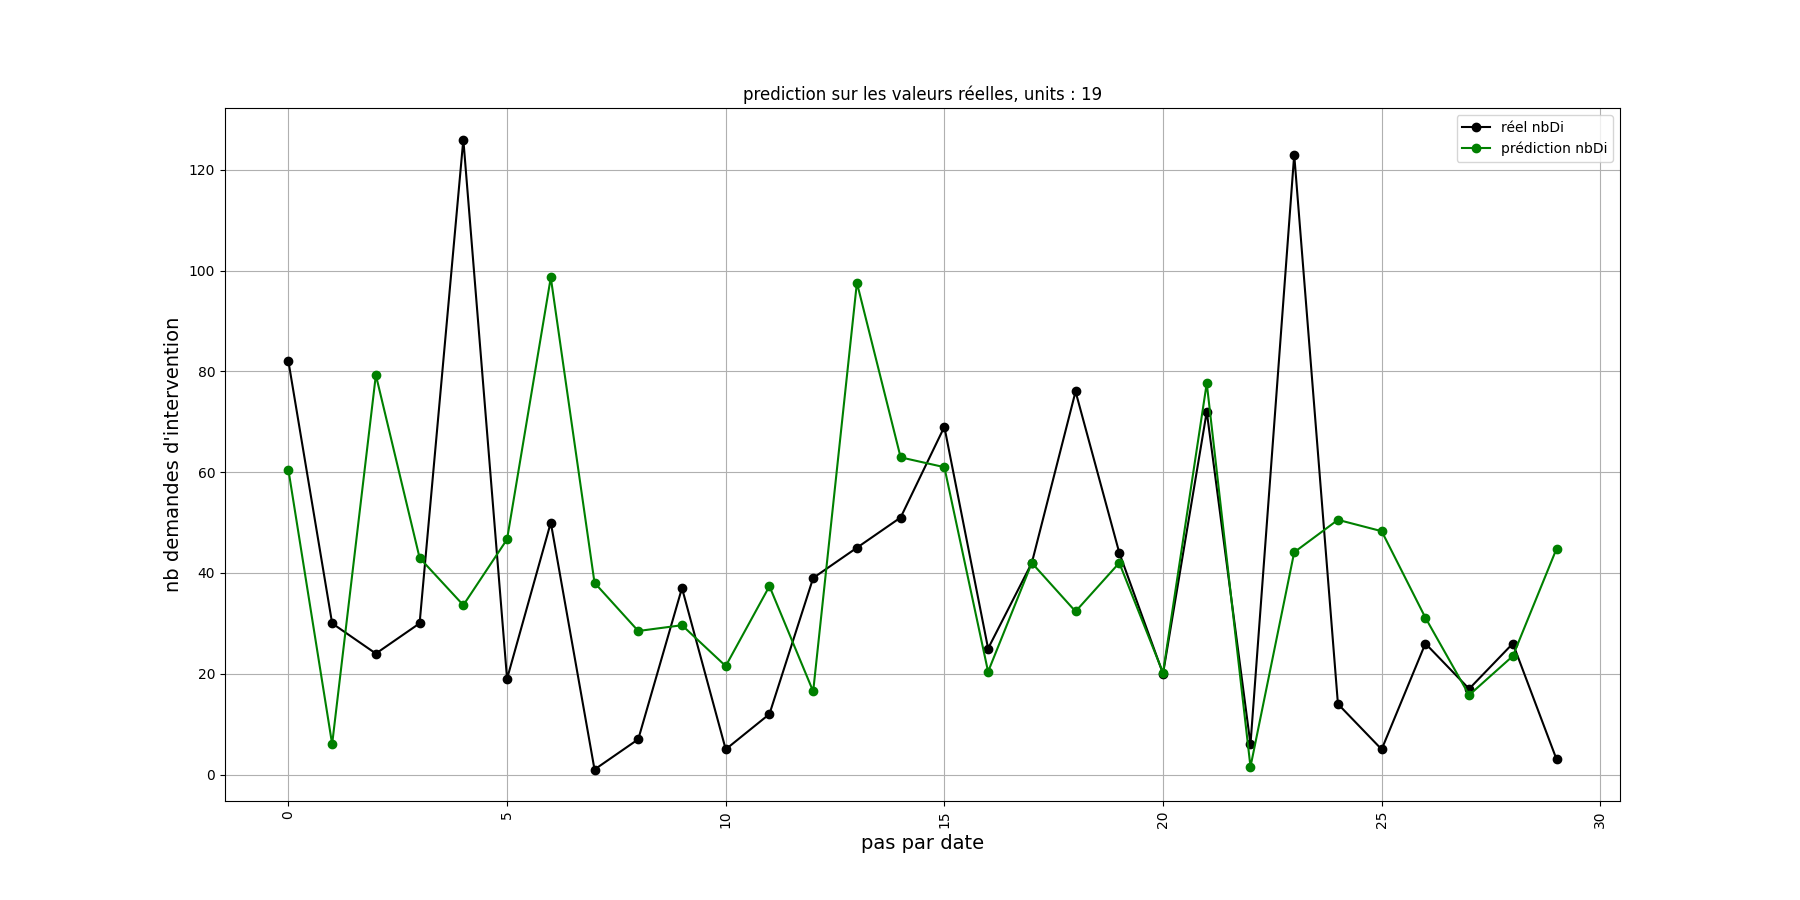 prediction sur les valeurs réelles, units : 19
réel nbDi
prédiction nbDi
nb demandes d'intervention
120
100
80
60
40
20
0
0 5 10 15 20 25 30
pas par date